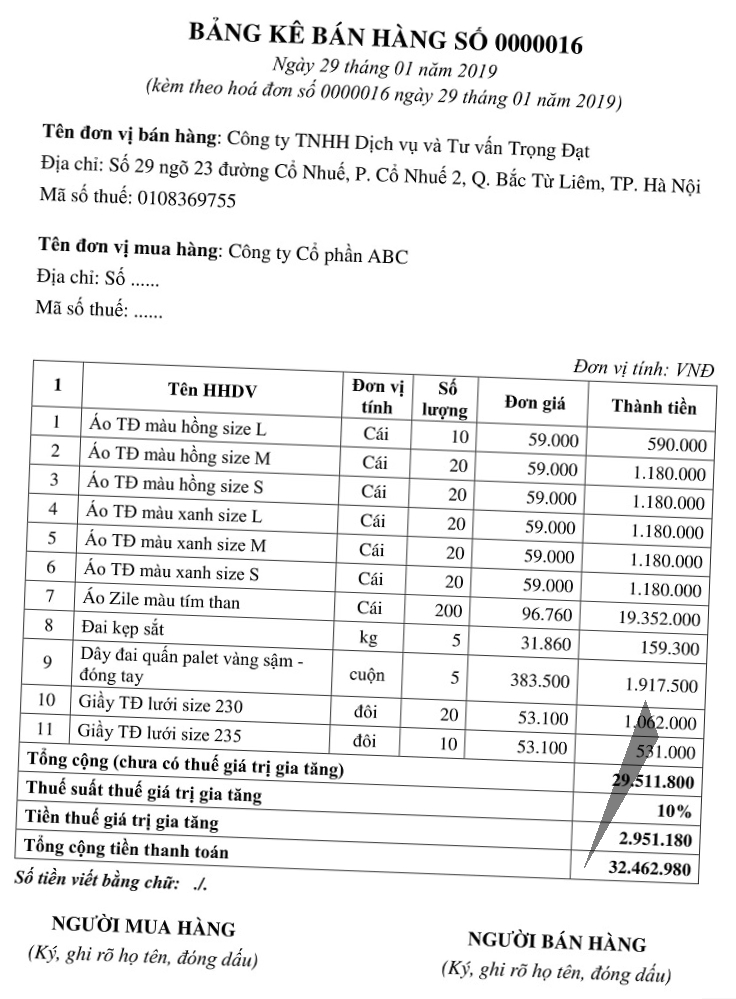 BẢNG KÊ BÁN HÀNG SỐ 0000016
Ngày 29 tháng 01 năm 2019
(kèm theo hoá đơn số 0000016 ngày 29 tháng 01 năm 2019)
Tên đơn vị bán hàng: Công ty TNHH Dịch vụ và Tư vấn Trọng Đạt
Địa chỉ: Số 29 ngõ 23 đường Cổ Nhuế, P. Cổ Nhuế 2, Q. Bắc Từ Liêm, TP. Hà Nội
Mã số thuế: 0108369755
Tên đơn vị mua hàng: Công ty Cổ phần ABC
Địa chỉ: Số ......
Mã số thuế: ......
Đơn vị tính: VNĐ
1 Tên HHDV Đơn vị tính Số lượng Đơn giá Thành tiền
1 Áo TĐ màu hồng size L Cái 10 59.000 590.000
2 Áo TĐ màu hồng size M Cái 20 59.000 1.180.000
3 Áo TĐ màu hồng size S Cái 20 59.000 1.180.000
4 Áo TĐ màu xanh size L Cái 20 59.000 1.180.000
5 Áo TĐ màu xanh size M Cái 20 59.000 1.180.000
6 Áo TĐ màu xanh size S Cái 20 59.000 1.180.000
7 Áo Zile màu tím than Cái 200 96.760 19.352.000
8 Đai kẹp sắt kg 5 31.860 159.300
9 Dây đai quấn palet vàng sậm - đóng tay cuộn 5 383.500 1.917.500
10 Giầy TĐ lưới size 230 đôi 20 53.100 1.062.000
11 Giầy TĐ lưới size 235 đôi 10 53.100 531.000
Tổng cộng (chưa có thuế giá trị gia tăng) 29.511.800
Thuế suất thuế giá trị gia tăng 10%
Tiền thuế giá trị gia tăng 2.951.180
Tổng cộng tiền thanh toán 32.462.980
Số tiền viết bằng chữ: ./.
NGƯỜI MUA HÀNG NGƯỜI BÁN HÀNG
(Ký, ghi rõ họ tên, đóng dấu) (Ký, ghi rõ họ tên, đóng dấu)